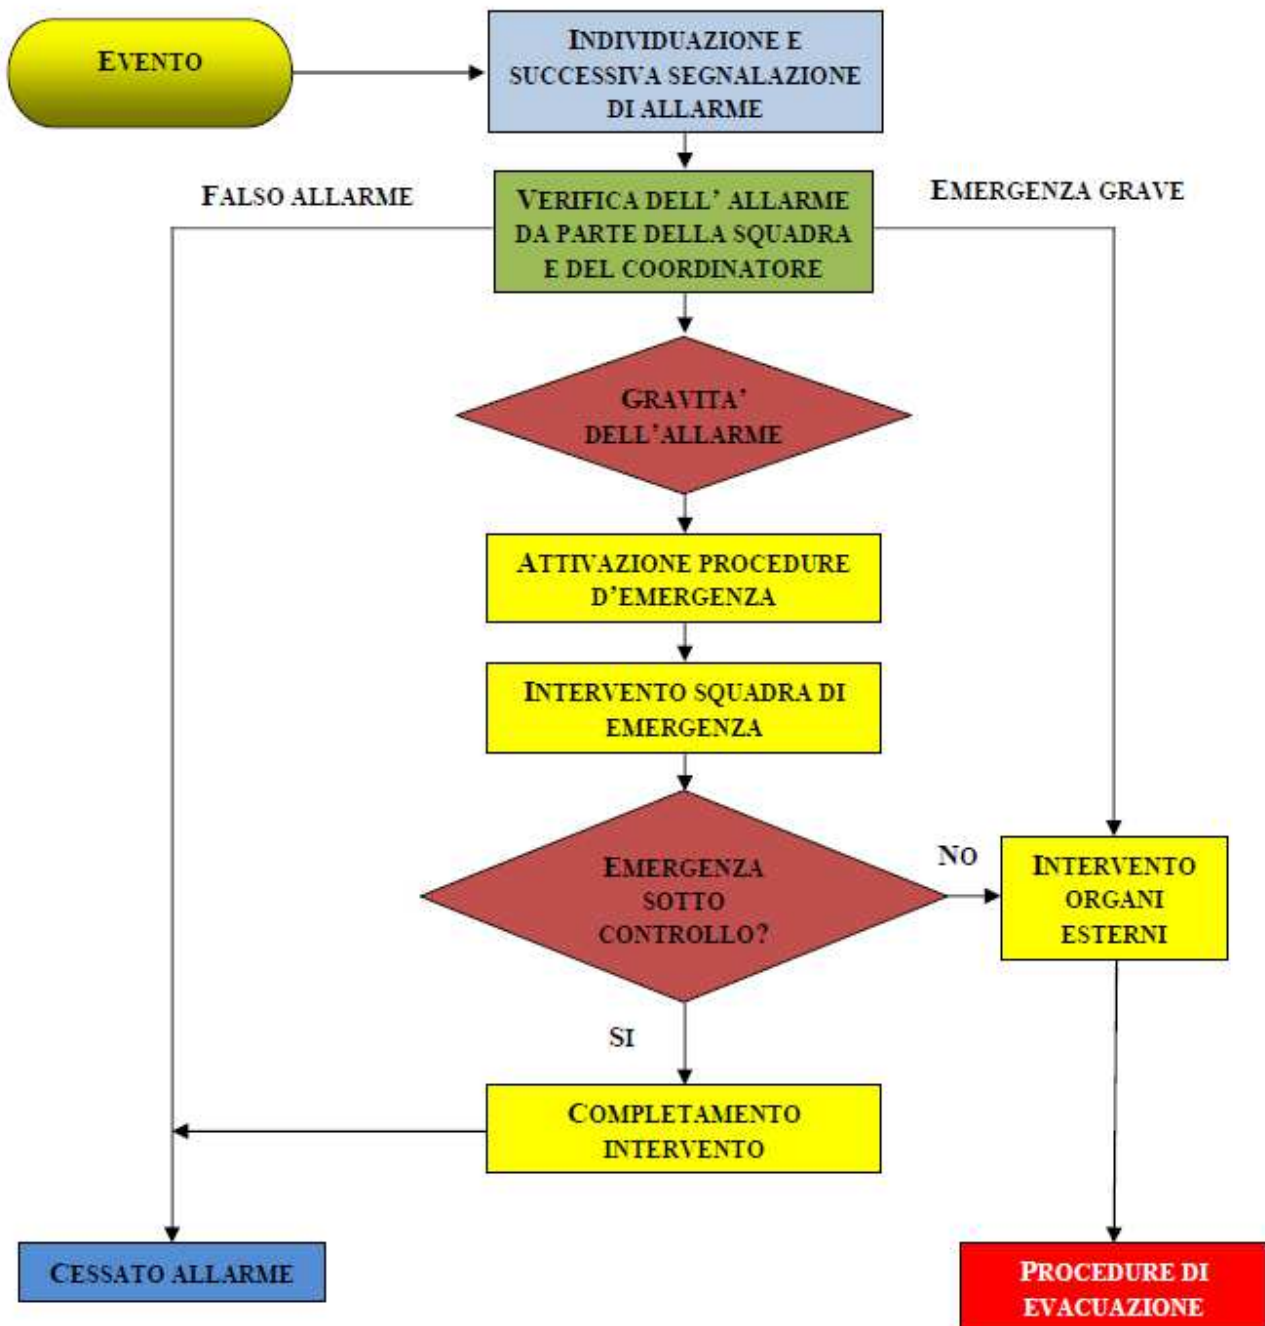 EVENTO
INDIVIDUAZIONE E
SUCCESSIVA SEGNALAZIONE
DI ALLARME
FALSO ALLARME
VERIFICA DELL' ALLARME
DA PARTE DELLA SQUADRA
E DEL COORDINATORE
EMERGENZA GRAVE
GRAVITA'
DELL'ALLARME
ATTIVAZIONE PROCEDURE
D'EMERGENZA
INTERVENTO SQUADRA DI
EMERGENZA
EMERGENZA
SOTTO
CONTROLLO?
NO
INTERVENTO
ORGANI
ESTERNI
SI
COMPLETAMENTO
INTERVENTO
CESSATO ALLARME
PROCEDURE DI
EVACUAZIONE